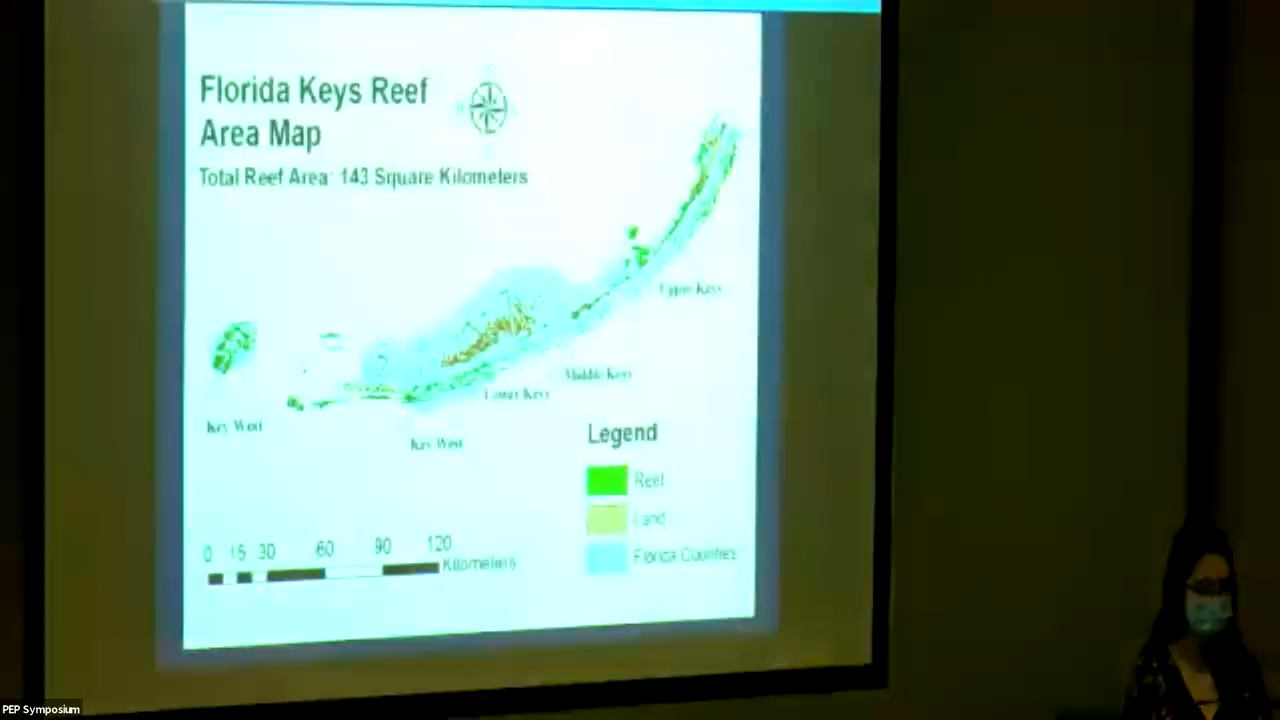 Florida Keys Reef
Area Map
Total Reef Area: 143 Square Kilometers
Upper Keys
Middle Keys
Lower Keys
Key West
Key West
Legend
Reef
Land
Florida Counties
0 15 30 60 90 120
Kilometers
PEP Symposium